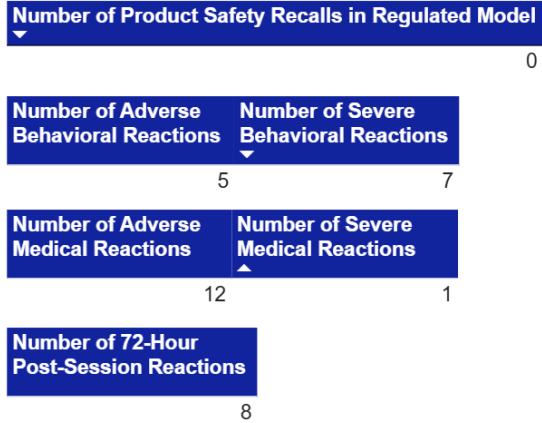 Number of Product Safety Recalls in Regulated Model
0
Number of Adverse Behavioral Reactions
Number of Severe Behavioral Reactions
5
7
Number of Adverse Medical Reactions
Number of Severe Medical Reactions
12
1
Number of 72-Hour
Post-Session Reactions
8